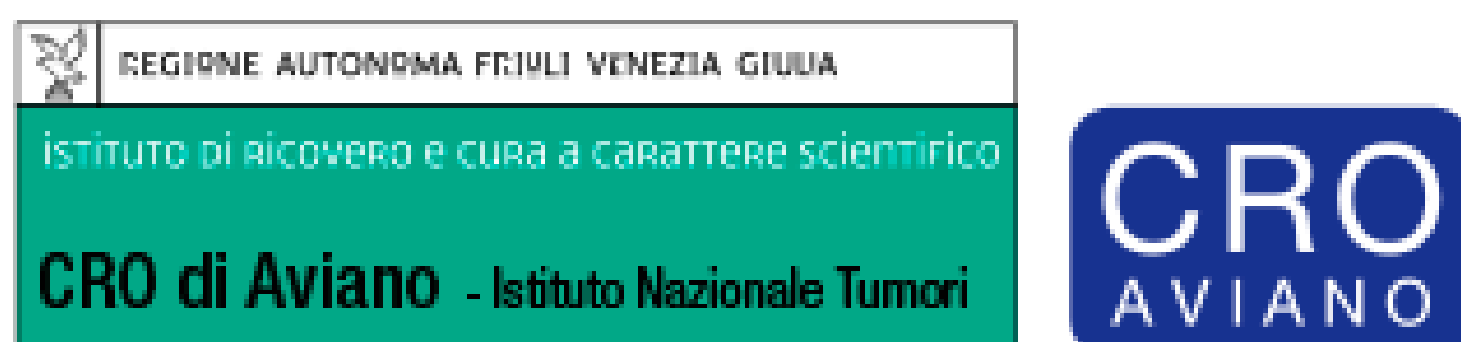 REGIONE AUTONOMA FRIULI VENEZIA GIULIA
istituto di ricovero e cura a carattere scientifico
CRO di Aviano - Istituto Nazionale Tumori
CRO
AVIANO